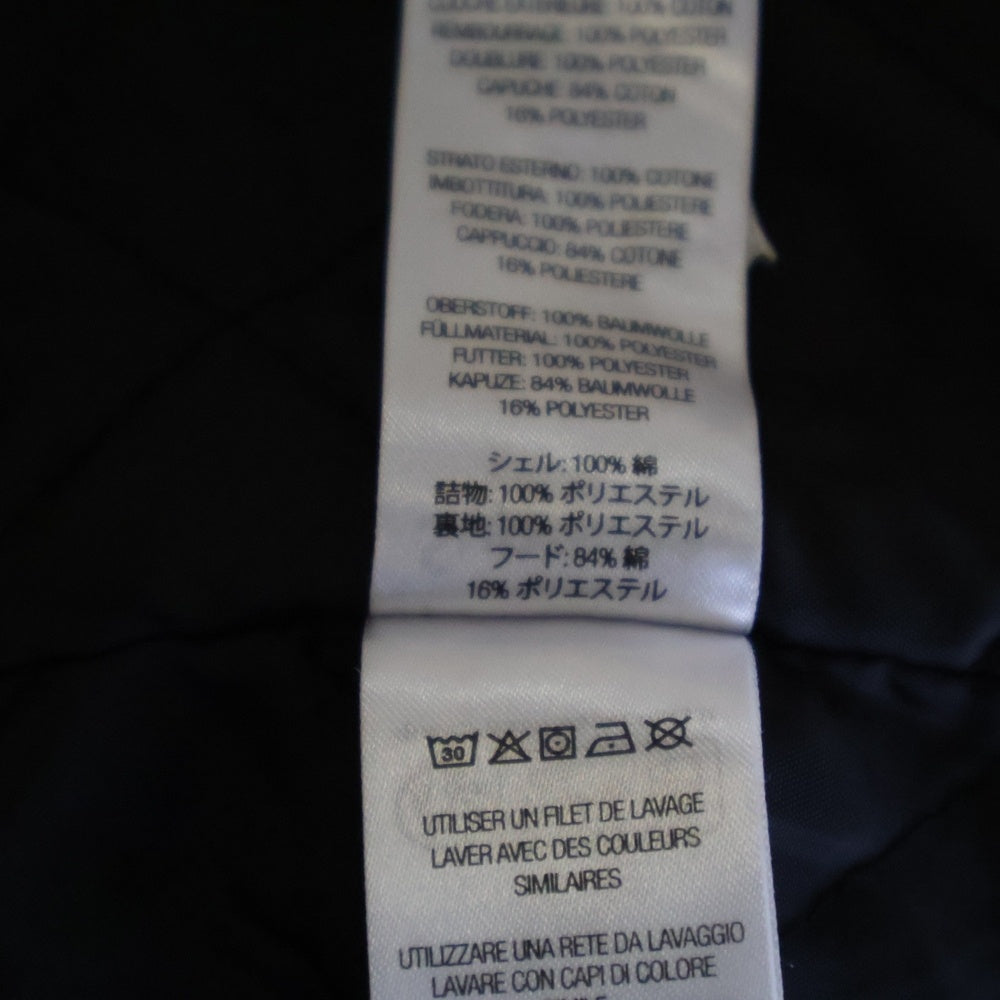 COUCHE EXTÉRIEURE: 100% COTON
REMBOURRAGE: 100% POLYESTER
DOUBLURE: 100% POLYESTER
CAPUCHE: 84% COTON
16% POLYESTER
STRATO ESTERNO: 100% COTONE
IMBOTTITURA: 100% POLIESTERE
FODERA: 100% POLIESTERE
CAPPUCCIO: 84% COTONE
16% POLIESTERE
OBERSTOFF: 100% BAUMWOLLE
FÜLLMATERIAL: 100% POLYESTER
FUTTER: 100% POLYESTER
KAPUZE: 84% BAUMWOLLE
16% POLYESTER
シェル: 100% 綿
詰物: 100% ポリエステル
裏地: 100% ポリエステル
フード: 84% 綿
16% ポリエステル
30
UTILISER UN FILET DE LAVAGE
LAVER AVEC DES COULEURS
SIMILAIRES
UTILIZZARE UNA RETE DA LAVAGGIO
LAVARE CON CAPI DI COLORE